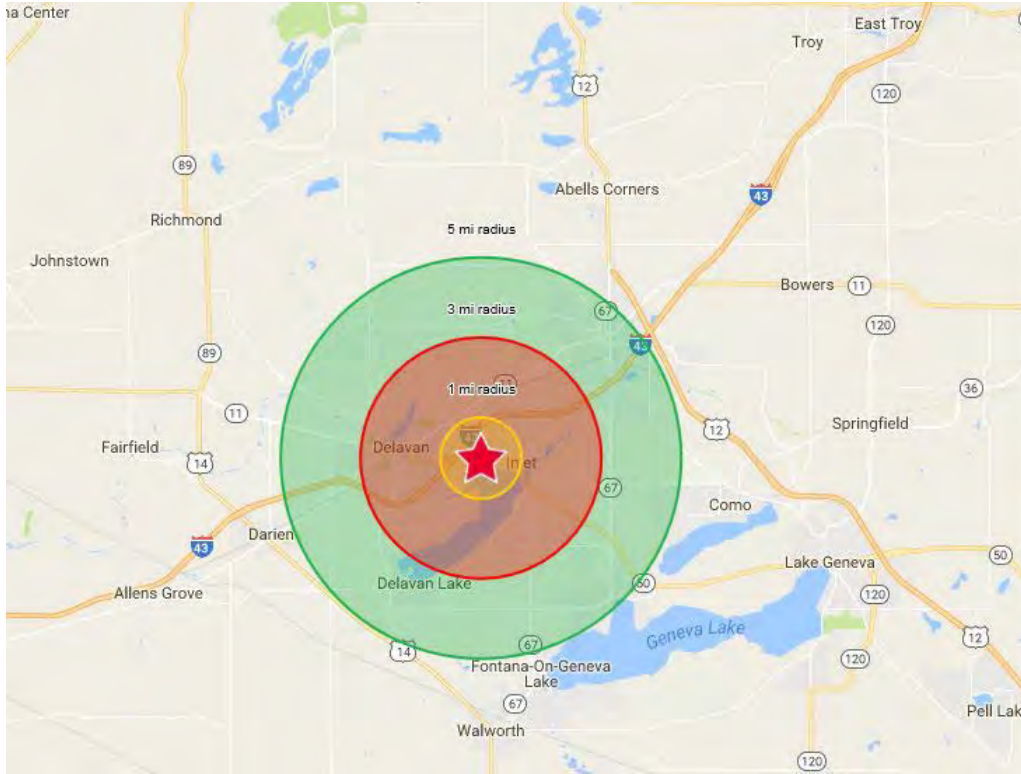 na Center
East Troy
Troy
12
120
89
Abells Corners
43
Richmond
5 mi radius
Johnstown
Bowers
11
3 mi radius
67
120
43
89
11
1 mi radius
36
11
Springfield
12
Fairfield
Delavan
14
Inlet
67
Como
Darien
43
50
Lake Geneva
Delavan Lake
50
Allens Grove
120
Geneva Lake
12
67
14
120
Fontana-On-Geneva
Lake
67
Pell Lak
Walworth
120